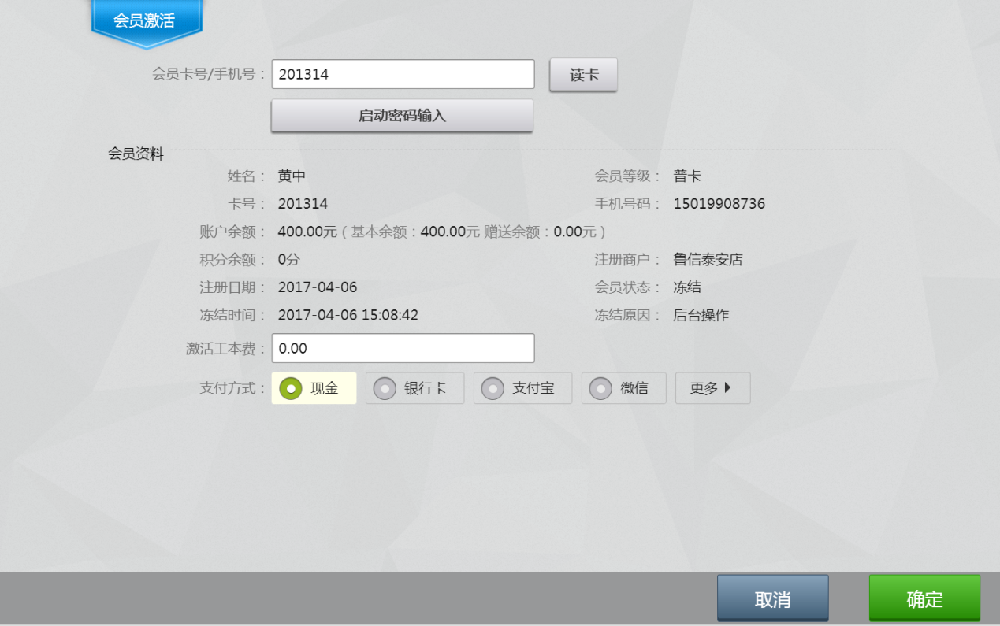 会员激活
会员卡号/手机号： 201314 读卡
启动密码输入
会员资料
姓名： 黄中 会员等级： 普卡
卡号： 201314 手机号码： 15019908736
账户余额： 400.00元 ( 基本余额：400.00元 赠送余额：0.00元 )
积分余额： 0分 注册商户： 鲁信泰安店
注册日期： 2017-04-06 会员状态： 冻结
冻结时间： 2017-04-06 15:08:42 冻结原因： 后台操作
激活工本费： 0.00
支付方式： 现金 银行卡 支付宝 微信 更多
取消 确定